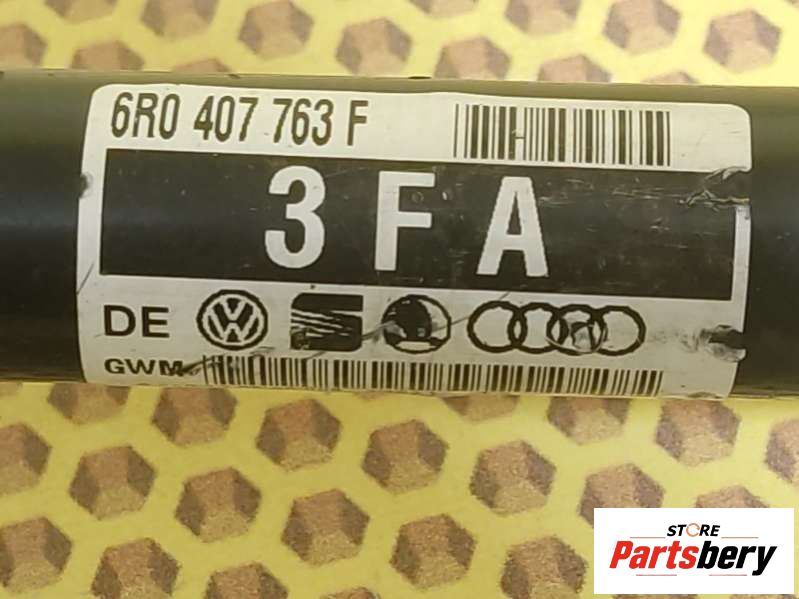 6R0 407 763 F
3 F A
DE
GWM
STORE
Partsbery